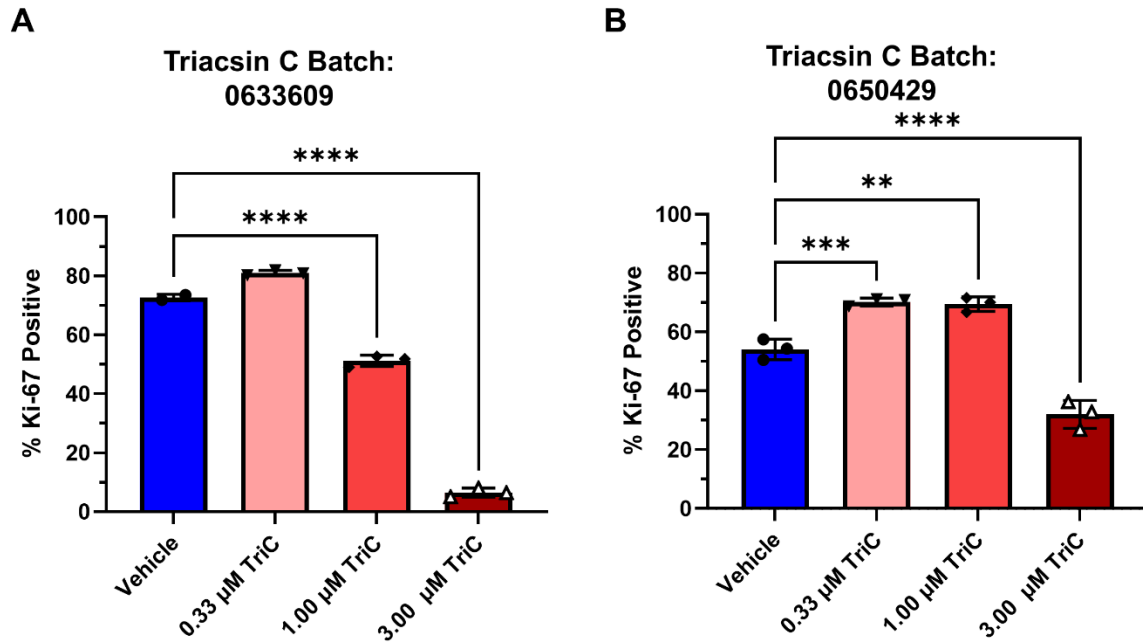 A
Triacsin C Batch:
0633609
****
****
% Ki-67 Positive
100
80
60
40
20
0
Vehicle
0.33 µM TriC
1.00 µM TriC
3.00  µM TriC
B
Triacsin C Batch:
0650429
****
**
***
% Ki-67 Positive
100
80
60
40
20
0
Vehicle
0.33 µM TriC
1.00 µM TriC
3.00  µM TriC